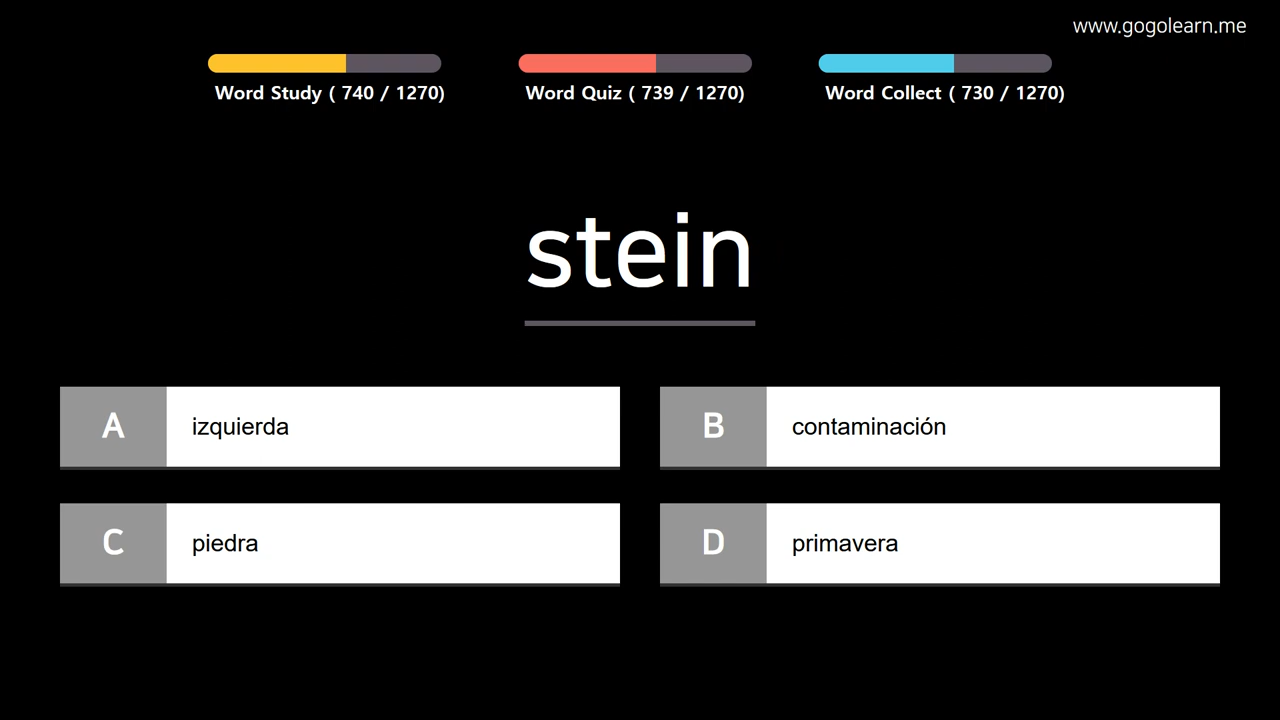 www.gogolearn.me
Word Study ( 740 / 1270)
Word Quiz ( 739 / 1270)
Word Collect ( 730 / 1270)
stein
A izquierda
B contaminación
C piedra
D primavera